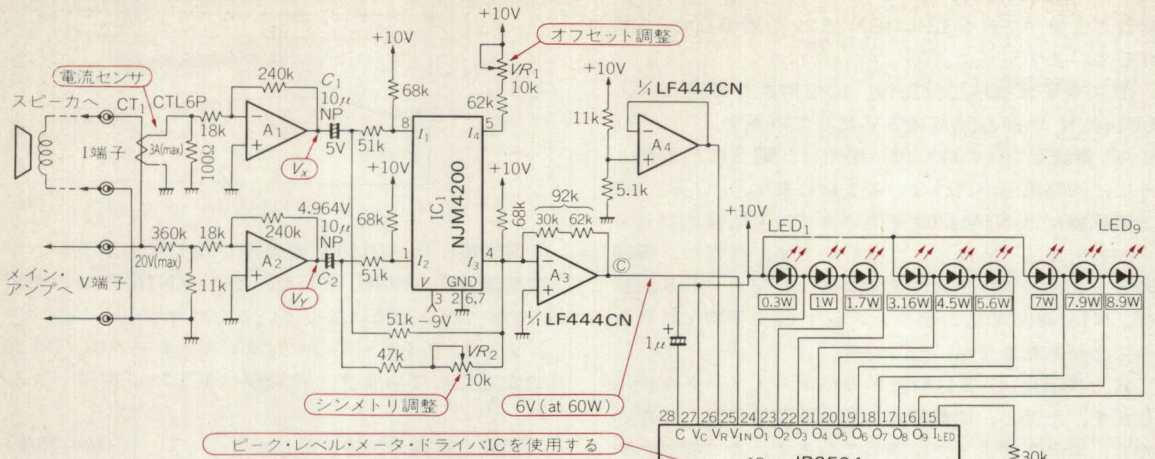 +10V
オフセット調整
+10V
VR₁
10k
電流センサ
240k
C₁
10μ
NP
68k
+10V
½ LF444CN
スピーカへ
CT₁
CTL6P
18k
A₁
5V
51k
8
I₁
I₄
5
62k
11k
A₄
I端子
3A(max)
100Ω
Vx
+10V
IC₁
NJM4200
+10V
5.1k
4.964V
68k
68k
92k
30k
62k
+10V
LED₁
LED₉
360k
18k
240k
10μ
NP
1
I₂
I₃
4
20V(max)
A₂
51k
V
GND
A₃
Ⓒ
メイン・
アンプへ
V端子
11k
VY
C₂
3
2
6,7
½ LF444CN
0.3W
1W
1.7W
3.16W
4.5W
5.6W
7W
7.9W
8.9W
51k
−9V
1μ
47k
VR₂
10k
シンメトリ調整
6V(at 60W)
28 27 26 25 24 23 22 21 20 19 18 17 16 15
C VC VR VIN O₁ O₂ O₃ O₄ O₅ O₆ O₇ O₈ O₉ ILED
ピーク・レベル・メータ・ドライバICを使用する
30k